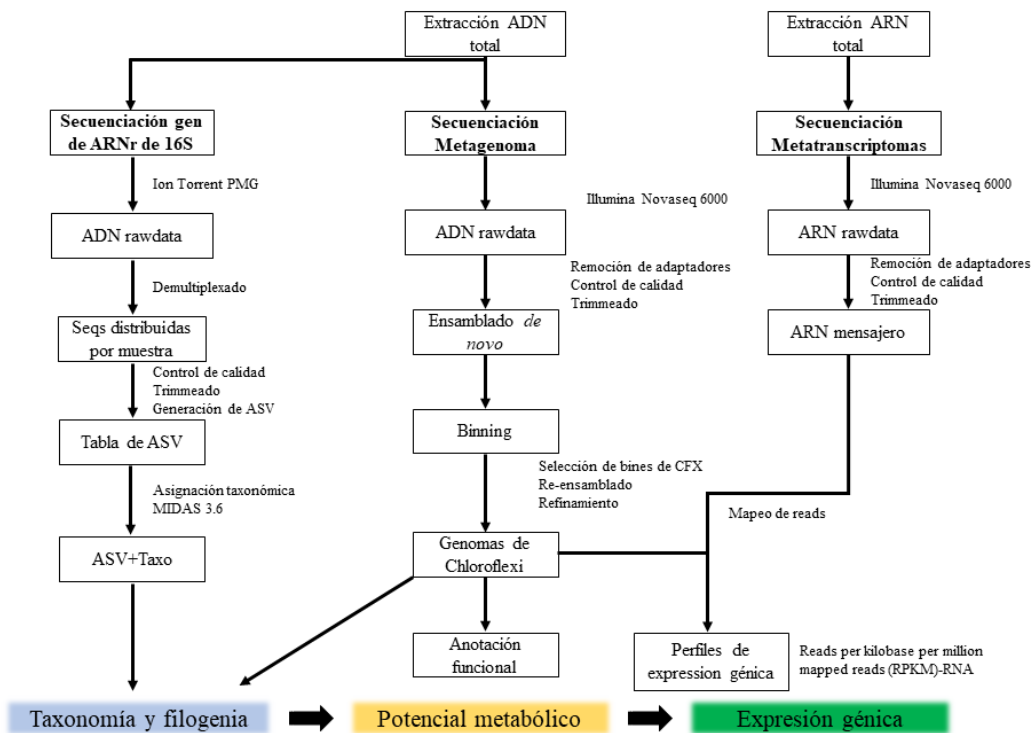 Extracción ADN
total
Extracción ARN
total
Secuenciación gen
de ARNr de 16S
Secuenciación
Metagenoma
Secuenciación
Metatranscriptomas
Ion Torrent PMG
Illumina Novaseq 6000
Illumina Novaseq 6000
ADN rawdata
ADN rawdata
ARN rawdata
Demultiplexado
Remoción de adaptadores
Control de calidad
Trimmeado
Remoción de adaptadores
Control de calidad
Trimmeado
Seqs distribuidas
por muestra
Ensamblado de
novo
ARN mensajero
Control de calidad
Trimmeado
Generación de ASV
Tabla de ASV
Binning
Asignación taxonómica
MIDAS 3.6
Selección de bines de CFX
Re-ensamblado
Refinamiento
Mapeo de reads
ASV+Taxo
Genomas de
Chloroflexi
Anotación
funcional
Perfiles de
expression génica
Reads per kilobase per million
mapped reads (RPKM)-RNA
Taxonomía y filogenia
Potencial metabólico
Expresión génica